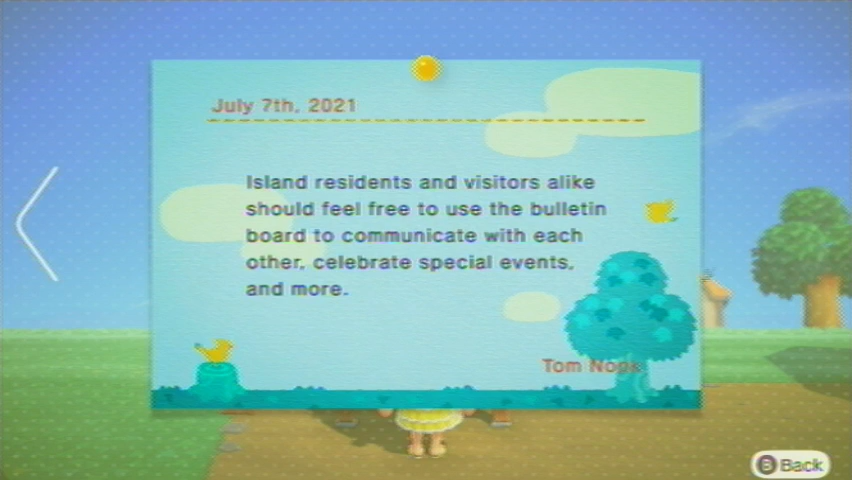 July 7th, 2021
Island residents and visitors alike
should feel free to use the bulletin
board to communicate with each
other, celebrate special events,
and more.
Tom Nook
B Back